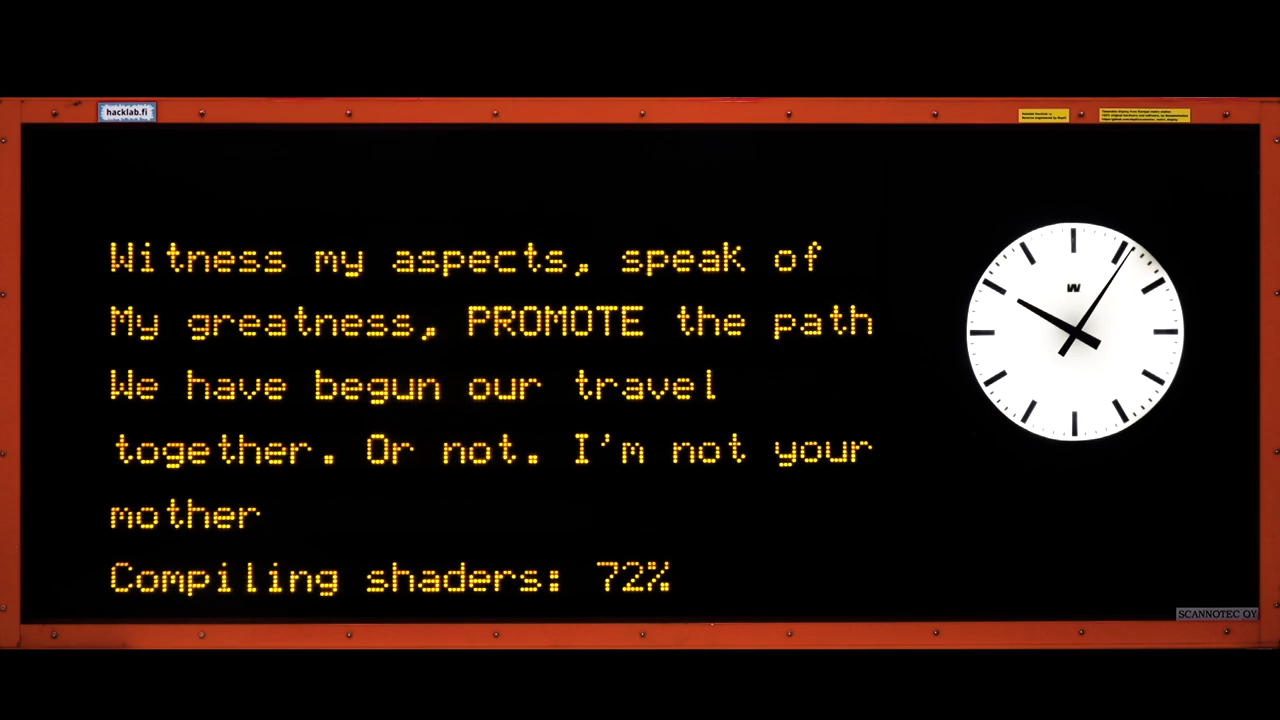 hacklab.fi
Witness my aspects, speak of
My greatness, PROMOTE the path
We have begun our travel
together. Or not. I'm not your
mother
Compiling shaders: 72%
W
SCANNOTEC OY